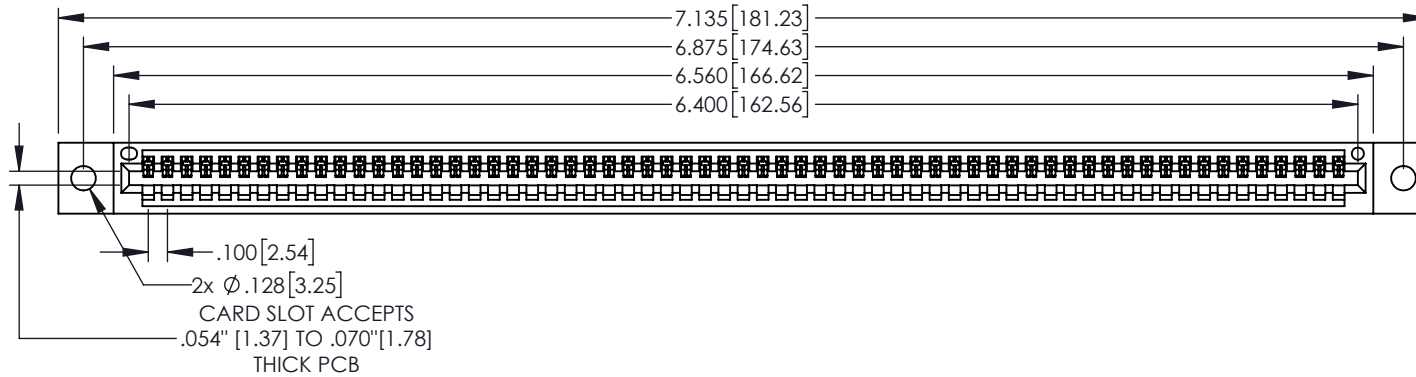 7.135[181.23]
6.875[174.63]
6.560[166.62]
6.400[162.56]
.100[2.54]
2x Ø.128[3.25]
CARD SLOT ACCEPTS
.054" [1.37] TO .070"[1.78]
THICK PCB